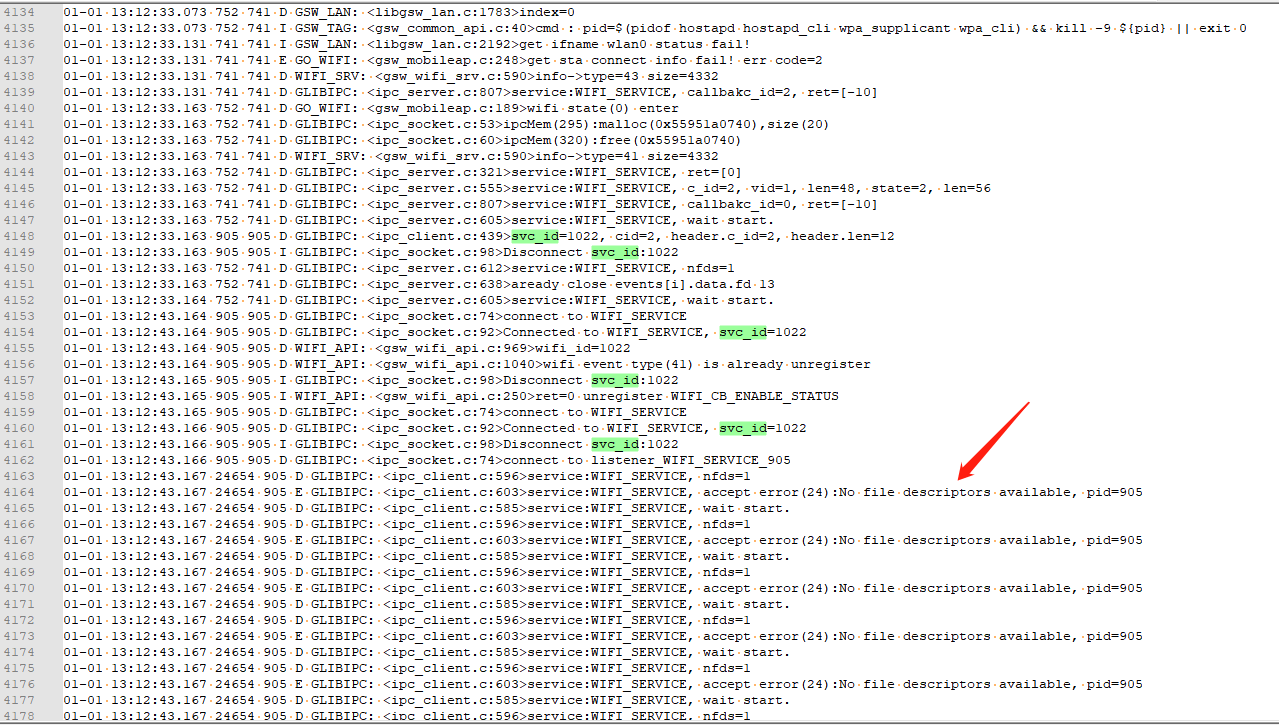 4134 01-01 13:12:33.073 752 741 D GSW_LAN: <libgsw_lan.c:1783>index=0
4135 01-01 13:12:33.073 752 741 I GSW_TAG: <gsw_common_api.c:40>cmd : pid=$(pidof hostapd hostapd_cli wpa_supplicant wpa_cli) && kill -9 ${pid} || exit 0
4136 01-01 13:12:33.131 741 741 I GSW_LAN: <libgsw_lan.c:2192>get ifname wlan0 status fail!
4137 01-01 13:12:33.131 741 741 E GO_WIFI: <gsw_mobileap.c:248>get sta connect info fail! err code=2
4138 01-01 13:12:33.131 741 741 D WIFI_SRV: <gsw_wifi_srv.c:590>info->type=43 size=4332
4139 01-01 13:12:33.131 741 741 D GLIBIPC: <ipc_server.c:807>service:WIFI_SERVICE, callbakc_id=2, ret=[-10]
4140 01-01 13:12:33.163 752 741 D GO_WIFI: <gsw_mobileap.c:189>wifi state(0) enter
4141 01-01 13:12:33.163 752 741 D GLIBIPC: <ipc_socket.c:53>ipcMem(295):malloc(0x55951a0740),size(20)
4142 01-01 13:12:33.163 752 741 D GLIBIPC: <ipc_socket.c:60>ipcMem(320):free(0x55951a0740)
4143 01-01 13:12:33.163 741 741 D WIFI_SRV: <gsw_wifi_srv.c:590>info->type=41 size=4332
4144 01-01 13:12:33.163 752 741 D GLIBIPC: <ipc_server.c:321>service:WIFI_SERVICE, ret=[0]
4145 01-01 13:12:33.163 752 741 D GLIBIPC: <ipc_server.c:555>service:WIFI_SERVICE, c_id=2, vid=1, len=48, state=2, len=56
4146 01-01 13:12:33.163 741 741 D GLIBIPC: <ipc_server.c:807>service:WIFI_SERVICE, callbakc_id=0, ret=[-10]
4147 01-01 13:12:33.163 752 741 D GLIBIPC: <ipc_server.c:605>service:WIFI_SERVICE, wait start.
4148 01-01 13:12:33.163 905 905 D GLIBIPC: <ipc_client.c:439>svc_id=1022, cid=2, header.c_id=2, header.len=12
4149 01-01 13:12:33.163 905 905 I GLIBIPC: <ipc_socket.c:98>Disconnect svc_id:1022
4150 01-01 13:12:33.163 752 741 D GLIBIPC: <ipc_server.c:612>service:WIFI_SERVICE, nfds=1
4151 01-01 13:12:33.163 752 741 D GLIBIPC: <ipc_server.c:638>aready close events[i].data.fd 13
4152 01-01 13:12:33.164 752 741 D GLIBIPC: <ipc_server.c:605>service:WIFI_SERVICE, wait start.
4153 01-01 13:12:43.164 905 905 D GLIBIPC: <ipc_socket.c:74>connect to WIFI_SERVICE
4154 01-01 13:12:43.164 905 905 D GLIBIPC: <ipc_socket.c:92>Connected to WIFI_SERVICE, svc_id=1022
4155 01-01 13:12:43.164 905 905 D WIFI_API: <gsw_wifi_api.c:969>wifi_id=1022
4156 01-01 13:12:43.164 905 905 D WIFI_API: <gsw_wifi_api.c:1040>wifi event type(41) is already unregister
4157 01-01 13:12:43.165 905 905 I GLIBIPC: <ipc_socket.c:98>Disconnect svc_id:1022
4158 01-01 13:12:43.165 905 905 I WIFI_API: <gsw_wifi_api.c:250>ret=0 unregister WIFI_CB_ENABLE_STATUS
4159 01-01 13:12:43.165 905 905 D GLIBIPC: <ipc_socket.c:74>connect to WIFI_SERVICE
4160 01-01 13:12:43.166 905 905 D GLIBIPC: <ipc_socket.c:92>Connected to WIFI_SERVICE, svc_id=1022
4161 01-01 13:12:43.166 905 905 I GLIBIPC: <ipc_socket.c:98>Disconnect svc_id:1022
4162 01-01 13:12:43.166 905 905 D GLIBIPC: <ipc_socket.c:74>connect to listener_WIFI_SERVICE_905
4163 01-01 13:12:43.167 24654 905 D GLIBIPC: <ipc_client.c:596>service:WIFI_SERVICE, nfds=1
4164 01-01 13:12:43.167 24654 905 E GLIBIPC: <ipc_client.c:603>service:WIFI_SERVICE, accept error(24):No file descriptors available, pid=905
4165 01-01 13:12:43.167 24654 905 D GLIBIPC: <ipc_client.c:585>service:WIFI_SERVICE, wait start.
4166 01-01 13:12:43.167 24654 905 D GLIBIPC: <ipc_client.c:596>service:WIFI_SERVICE, nfds=1
4167 01-01 13:12:43.167 24654 905 E GLIBIPC: <ipc_client.c:603>service:WIFI_SERVICE, accept error(24):No file descriptors available, pid=905
4168 01-01 13:12:43.167 24654 905 D GLIBIPC: <ipc_client.c:585>service:WIFI_SERVICE, wait start.
4169 01-01 13:12:43.167 24654 905 D GLIBIPC: <ipc_client.c:596>service:WIFI_SERVICE, nfds=1
4170 01-01 13:12:43.167 24654 905 E GLIBIPC: <ipc_client.c:603>service:WIFI_SERVICE, accept error(24):No file descriptors available, pid=905
4171 01-01 13:12:43.167 24654 905 D GLIBIPC: <ipc_client.c:585>service:WIFI_SERVICE, wait start.
4172 01-01 13:12:43.167 24654 905 D GLIBIPC: <ipc_client.c:596>service:WIFI_SERVICE, nfds=1
4173 01-01 13:12:43.167 24654 905 E GLIBIPC: <ipc_client.c:603>service:WIFI_SERVICE, accept error(24):No file descriptors available, pid=905
4174 01-01 13:12:43.167 24654 905 D GLIBIPC: <ipc_client.c:585>service:WIFI_SERVICE, wait start.
4175 01-01 13:12:43.167 24654 905 D GLIBIPC: <ipc_client.c:596>service:WIFI_SERVICE, nfds=1
4176 01-01 13:12:43.167 24654 905 E GLIBIPC: <ipc_client.c:603>service:WIFI_SERVICE, accept error(24):No file descriptors available, pid=905
4177 01-01 13:12:43.167 24654 905 D GLIBIPC: <ipc_client.c:585>service:WIFI_SERVICE, wait start.
4178 01-01 13:12:43.167 24654 905 D GLIBIPC: <ipc_client.c:596>service:WIFI_SERVICE, nfds=1